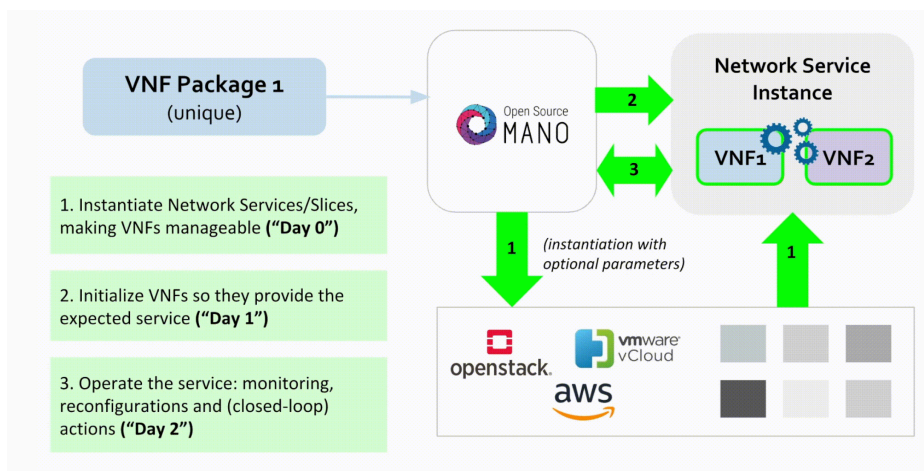 VNF Package 1
(unique)
Open Source
MANO
2
3
Network Service
Instance
VNF1
VNF2
1. Instantiate Network Services/Slices,
making VNFs manageable (“Day 0”)
1
(instantiation with
optional parameters)
1
2. Initialize VNFs so they provide the
expected service (“Day 1”)
3. Operate the service: monitoring,
reconfigurations and (closed-loop)
actions (“Day 2”)
openstack.
vmware
vCloud
aws